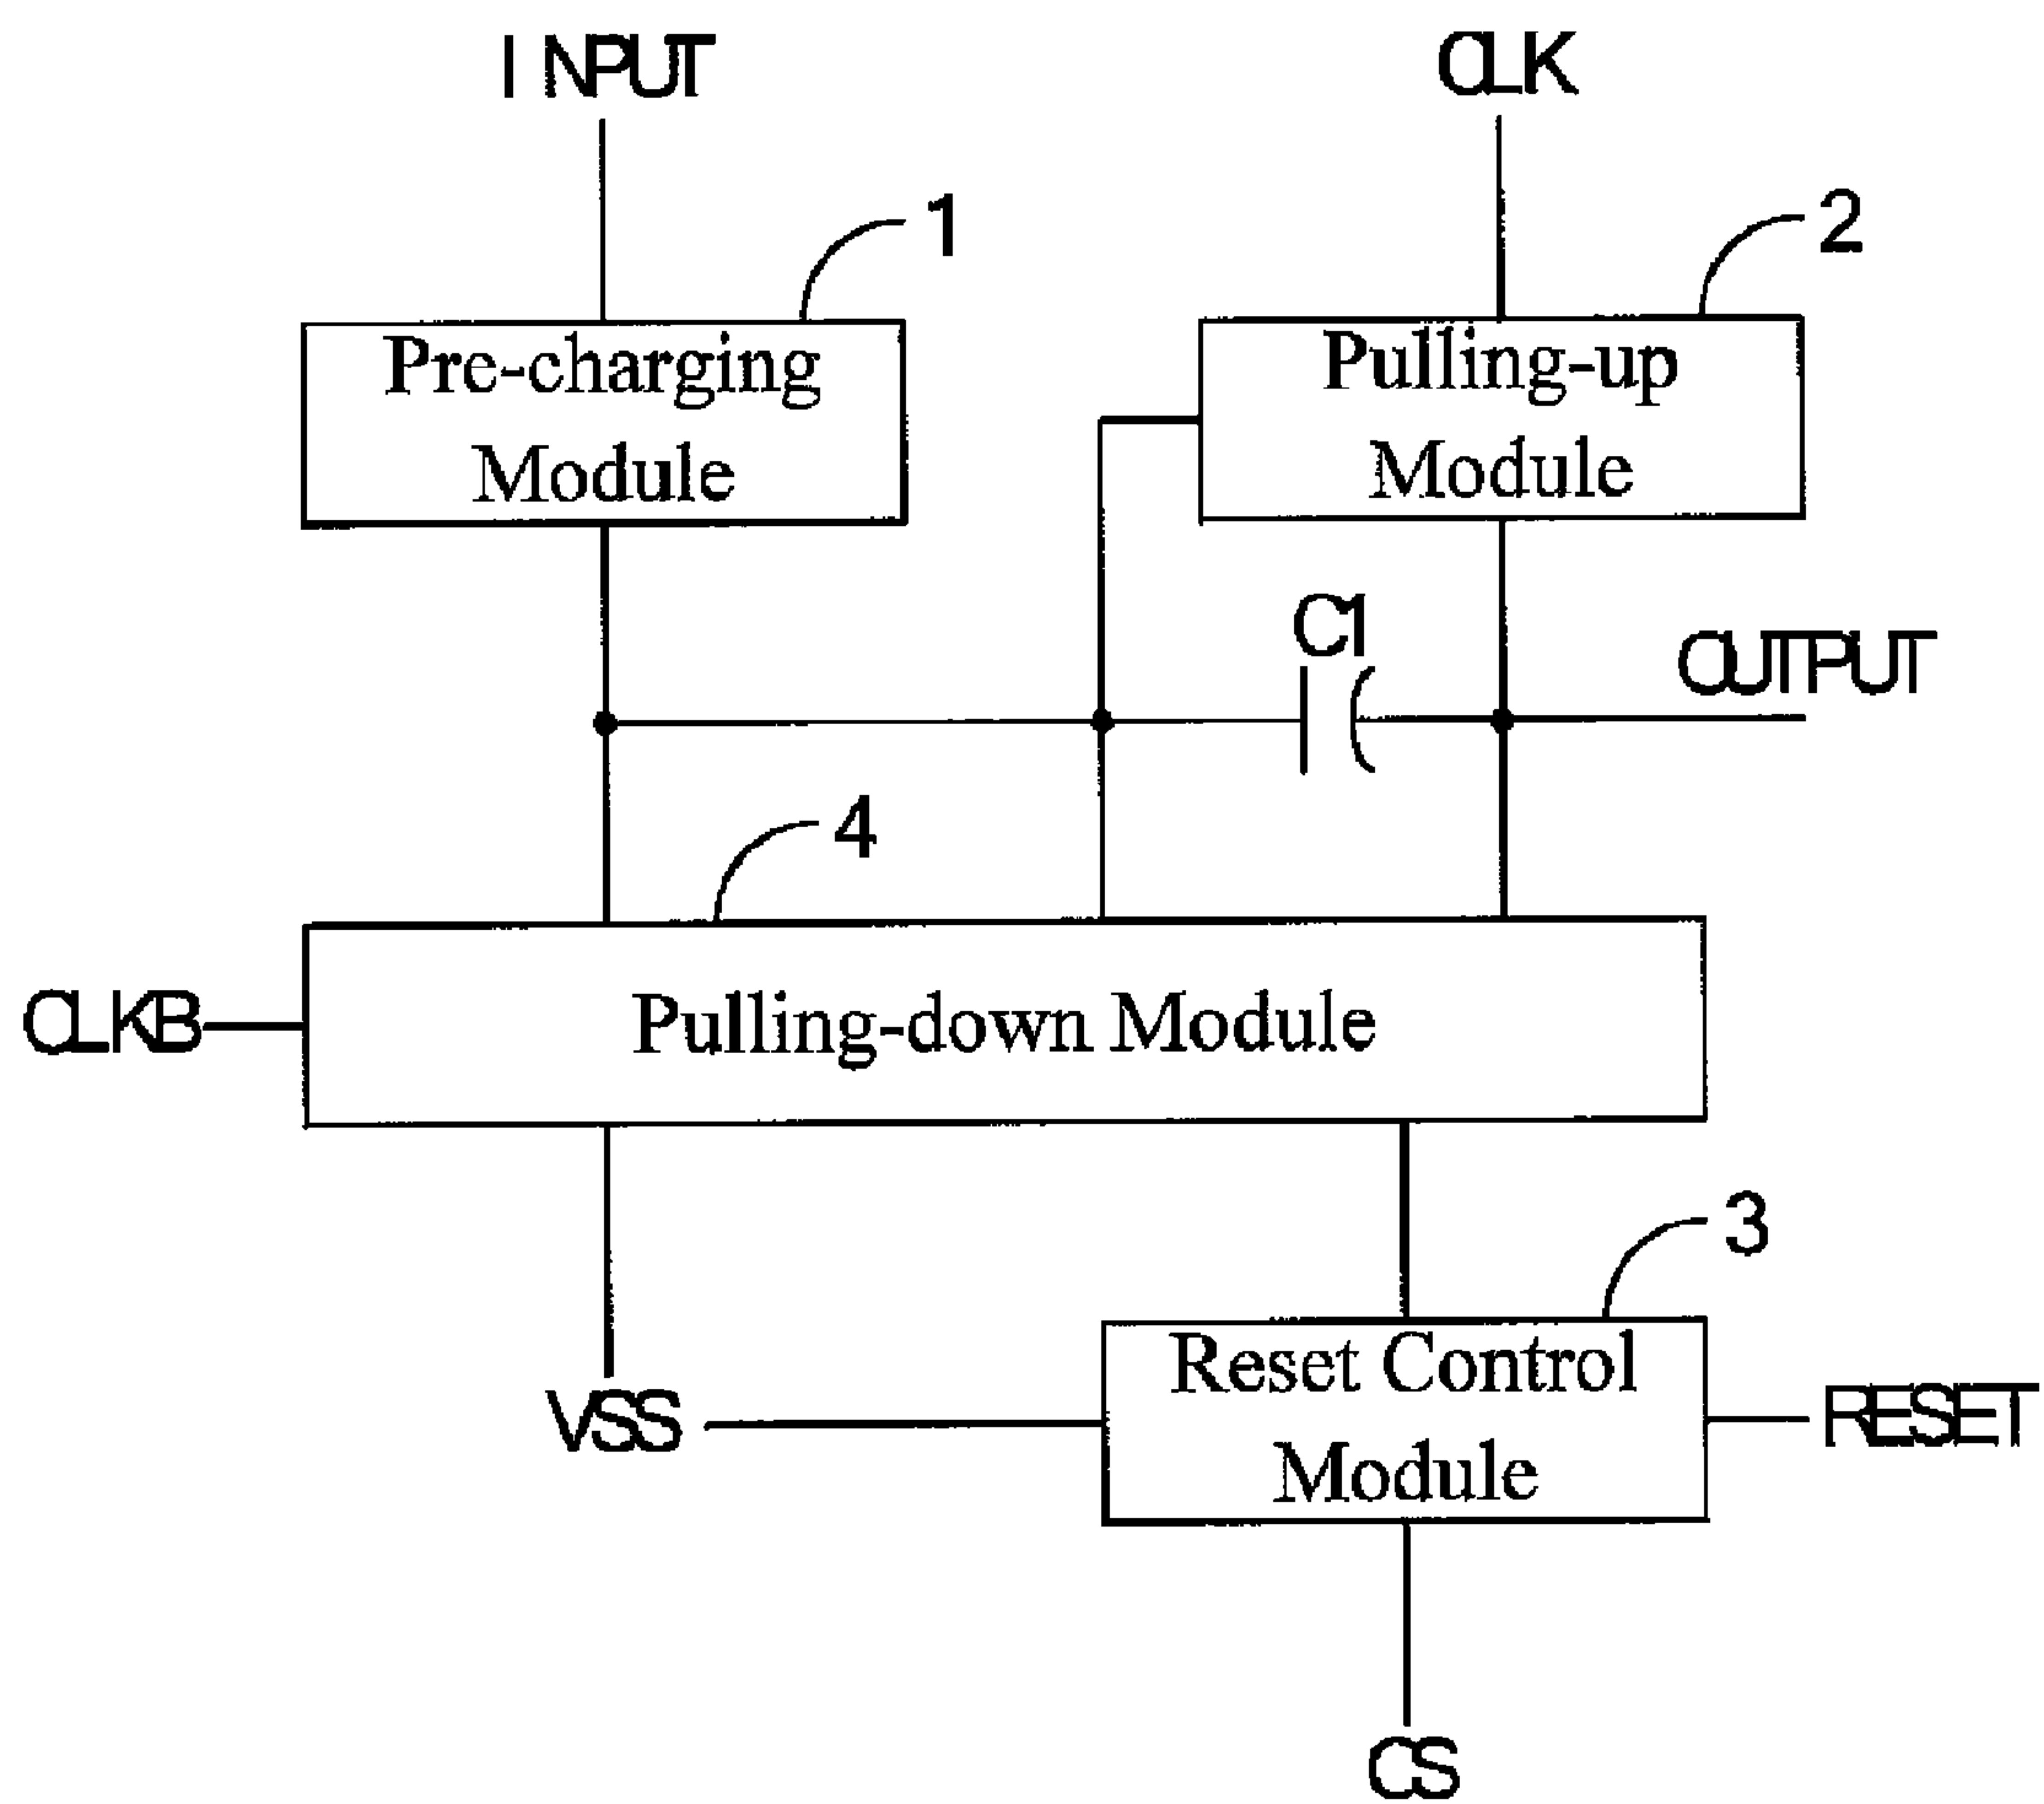 INPUT
CLK
1
2
Pre-charging
Module
Pulling-up
Module
C1
OUTPUT
4
CLKB
Pulling-down Module
3
Reset Control
Module
VSS
RESET
CS